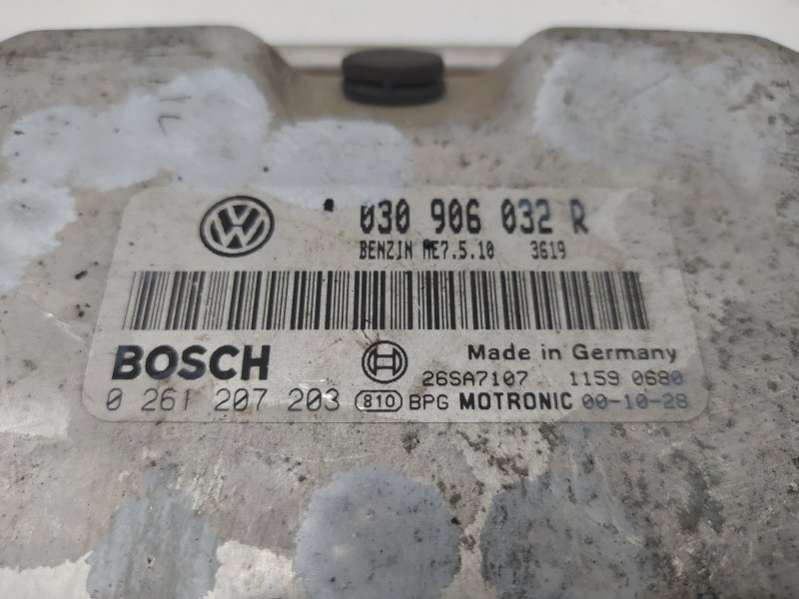 030 906 032 R
BENZIN ME7.5.10 3619
BOSCH
Made in Germany
26SA7107 1159 0680
0 261 207 203 810 BPG MOTRONIC 00-10-28